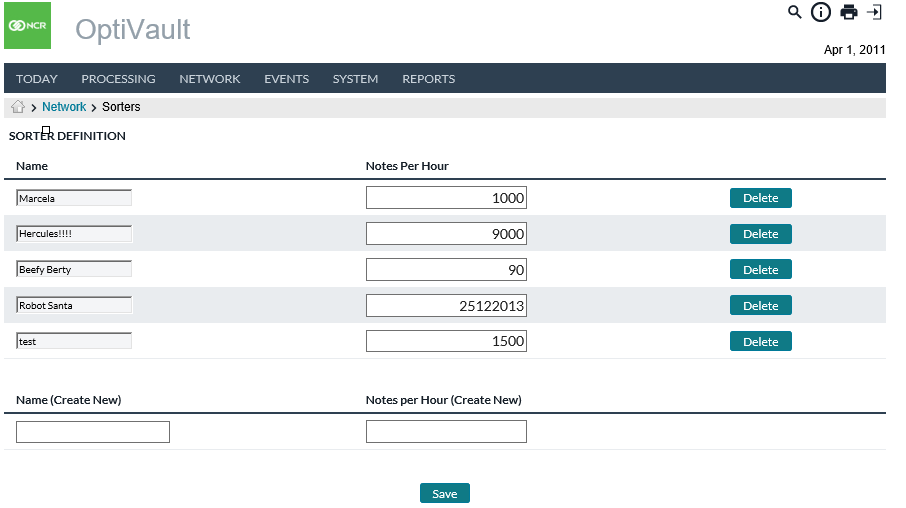 NCR
OptiVault
Apr 1, 2011
TODAY PROCESSING NETWORK EVENTS SYSTEM REPORTS
> Network > Sorters
SORTER DEFINITION
Name Notes Per Hour
Marcela 1000 Delete
Hercules!!!! 9000 Delete
Beefy Berty 90 Delete
Robot Santa 25122013 Delete
test 1500 Delete
Name (Create New) Notes per Hour (Create New)
Save